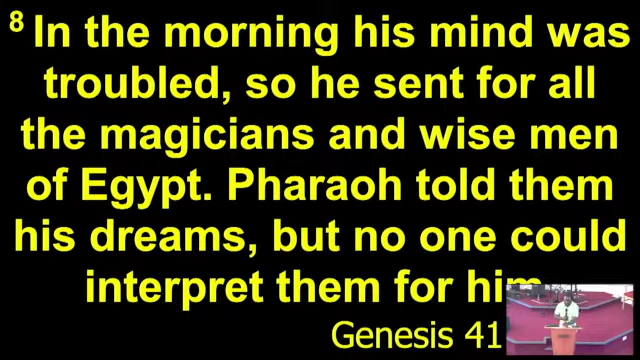 8 In the morning his mind was
troubled, so he sent for all
the magicians and wise men
of Egypt. Pharaoh told them
his dreams, but no one could
interpret them for him
Genesis 41